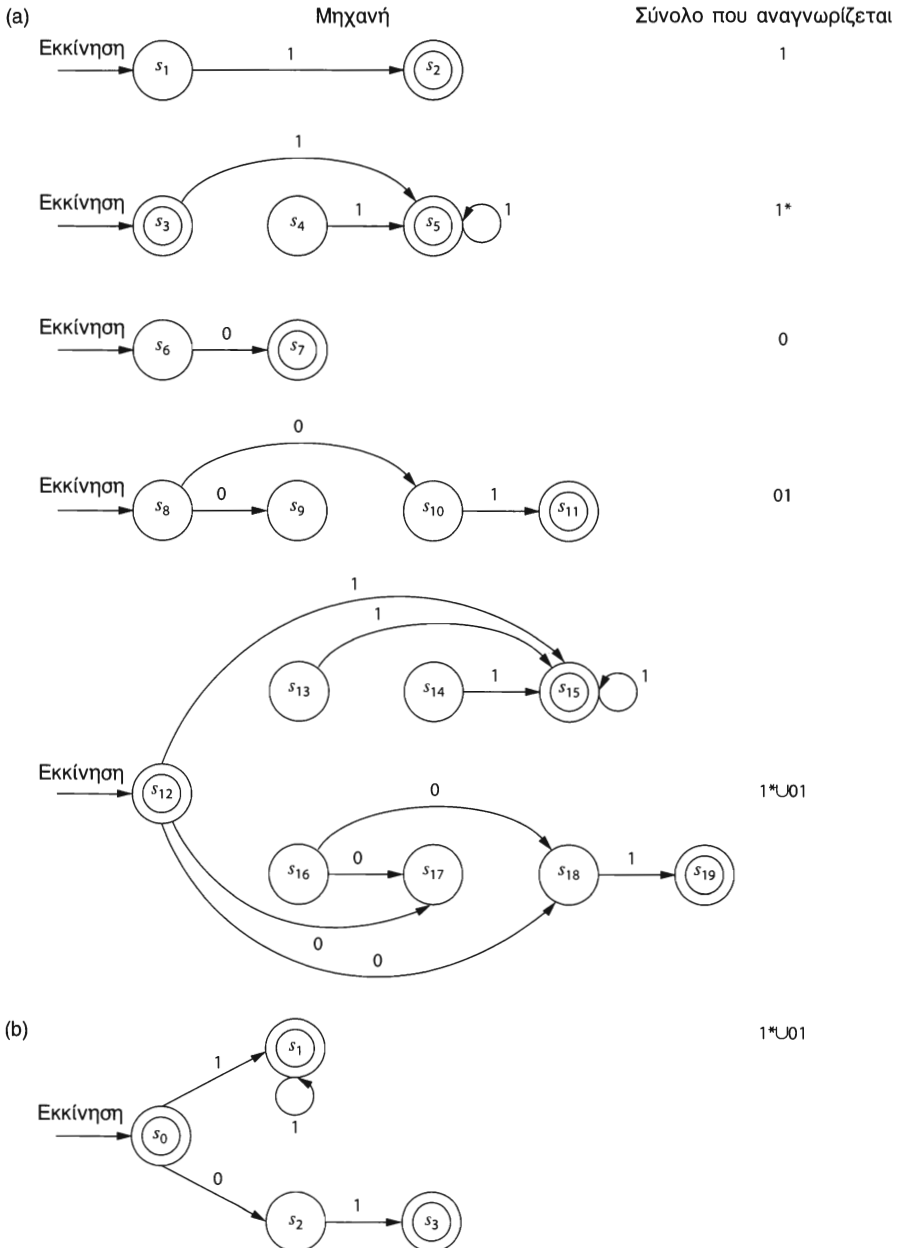 (a) Μηχανή Σύνολο που αναγνωρίζεται
Εκκίνηση s1 1 s2 1
1
Εκκίνηση s3 s4 1 s5 1 1*
Εκκίνηση s6 0 s7 0
0
Εκκίνηση s8 0 s9 s10 1 s11 01
1
1
s13 s14 1 s15 1
Εκκίνηση s12 1*∪01
0
s16 0 s17 s18 1 s19
0
0
(b) 1*∪01
s1
1
1
Εκκίνηση s0
0
s2 1 s3